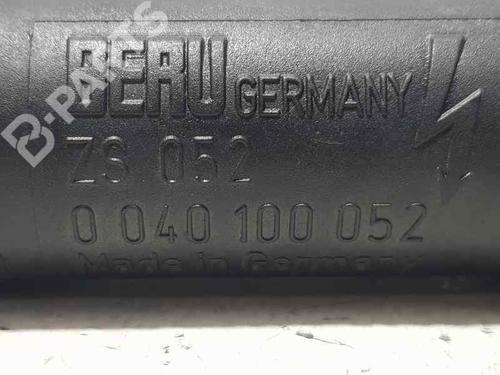 BERU GERMANY
ZS 052
0 040 100 052
Made in Germany
B-PARTS